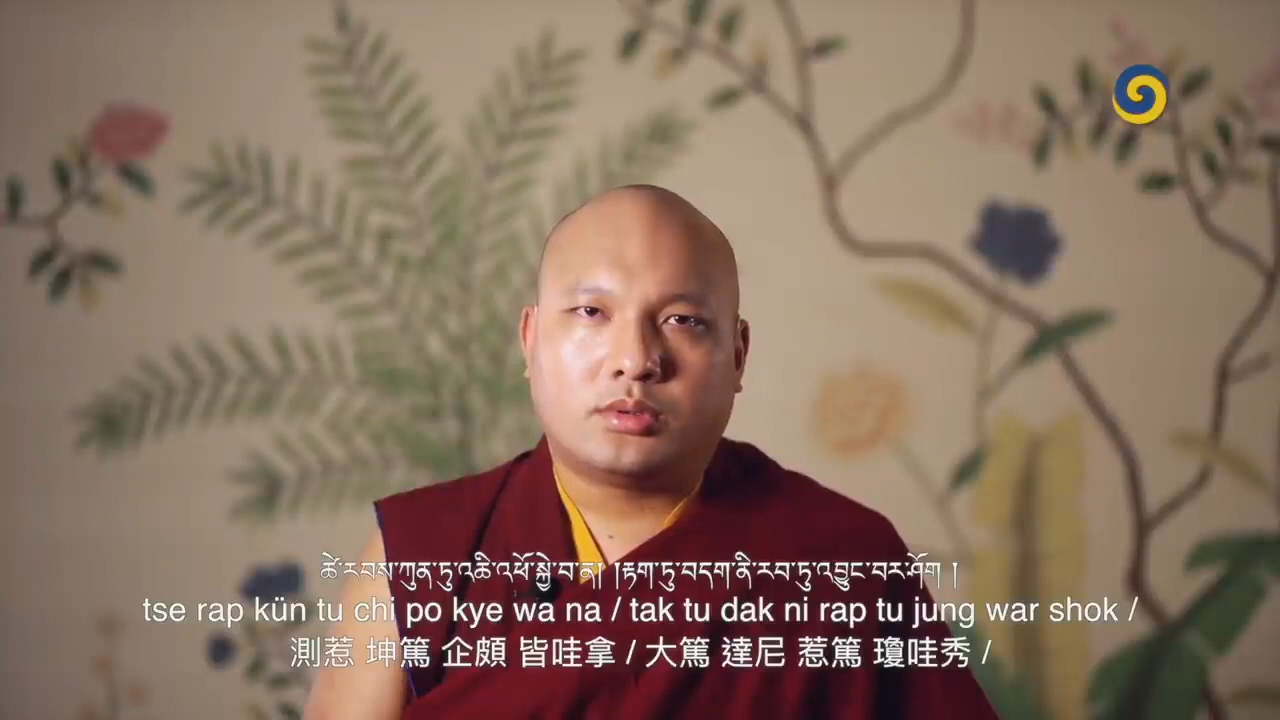 ཚེ་རབས་ཀུན་ཏུ་འཆི་འཕོ་སྐྱེ་བ་ན། །རྟག་ཏུ་བདག་ནི་རབ་ཏུ་འབྱུང་བར་ཤོག །
tse rap kün tu chi po kye wa na / tak tu dak ni rap tu jung war shok /
測惹 坤篤 企頗 皆哇拿 / 大篤 達尼 惹篤 瓊哇秀 /